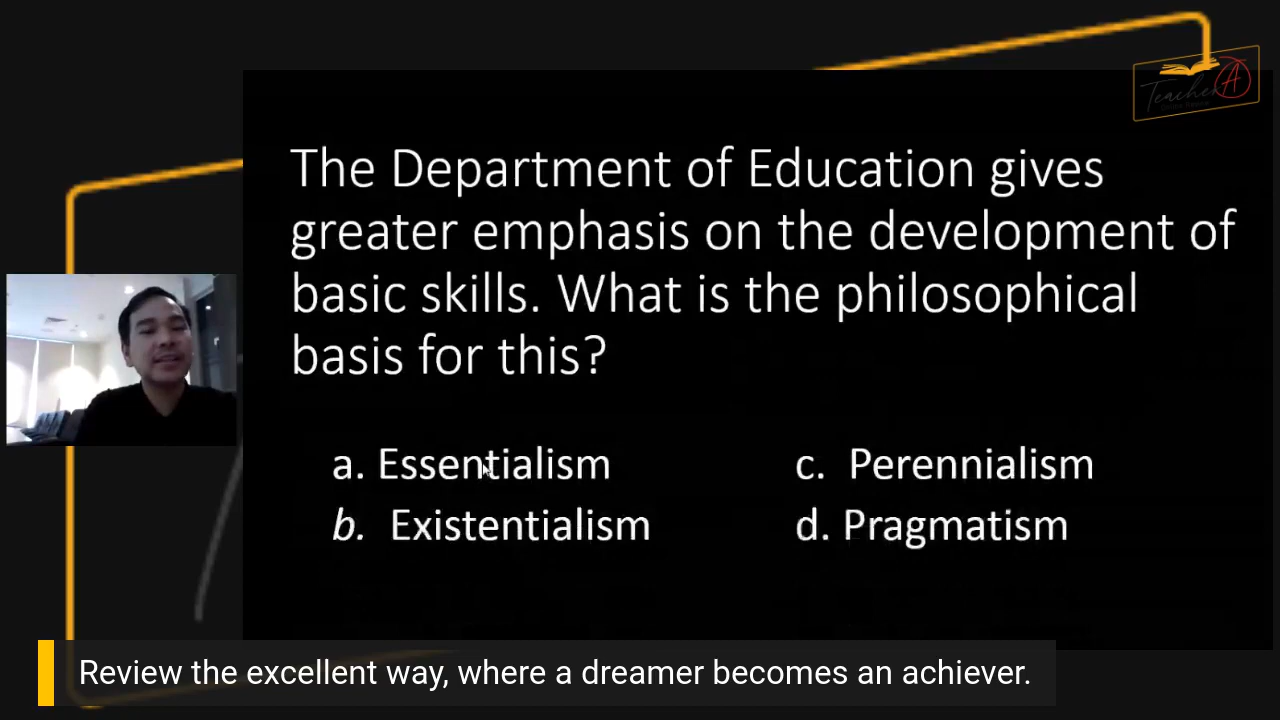 Teacher A
The Department of Education gives
greater emphasis on the development of
basic skills. What is the philosophical
basis for this?
a. Essentialism
c. Perennialism
b. Existentialism
d. Pragmatism
Review the excellent way, where a dreamer becomes an achiever.